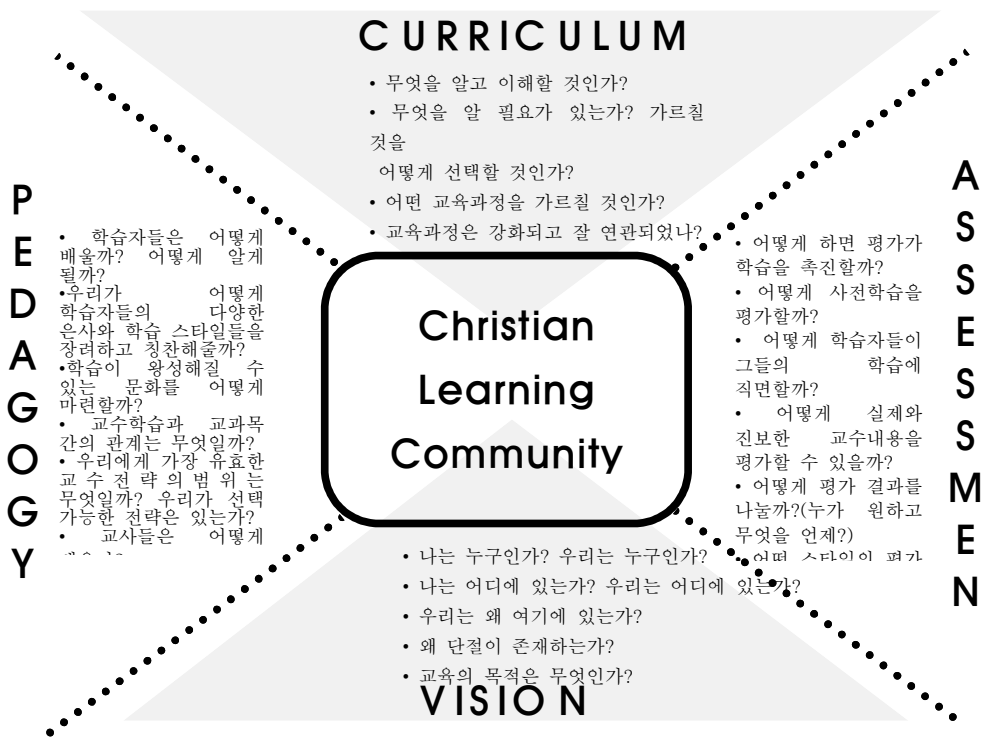 CURRICULUM
• 무엇을 알고 이해할 것인가?
• 무엇을 알 필요가 있는가? 가르칠
것을
어떻게 선택할 것인가?
• 어떤 교육과정을 가르칠 것인가?
• 교육과정은 강화되고 잘 연관되었나?
PEDAGOGY
• 학습자들은 어떻게
배울까? 어떻게 알게
될까?
•우리가 어떻게
학습자들의 다양한
은사와 학습 스타일들을
장려하고 칭찬해줄까?
•학습이 왕성해질 수
있는 문화를 어떻게
마련할까?
• 교수학습과 교과목
간의 관계는 무엇일까?
• 우리에게 가장 유효한
교수전략의범위는
무엇일까? 우리가 선택
가능한 전략은 있는가?
• 교사들은 어떻게
Christian
Learning
Community
ASSESSMEN
• 어떻게 하면 평가가
학습을 촉진할까?
• 어떻게 사전학습을
평가할까?
• 어떻게 학습자들이
그들의 학습에
직면할까?
• 어떻게 실제와
진보한 교수내용을
평가할 수 있을까?
• 어떻게 평가 결과를
나눌까?(누가 원하고
무엇을 언제?)
• 어떤 스타일의 평가
• 나는 누구인가? 우리는 누구인가?
• 나는 어디에 있는가? 우리는 어디에 있는가?
• 우리는 왜 여기에 있는가?
• 왜 단절이 존재하는가?
• 교육의 목적은 무엇인가?
VISION